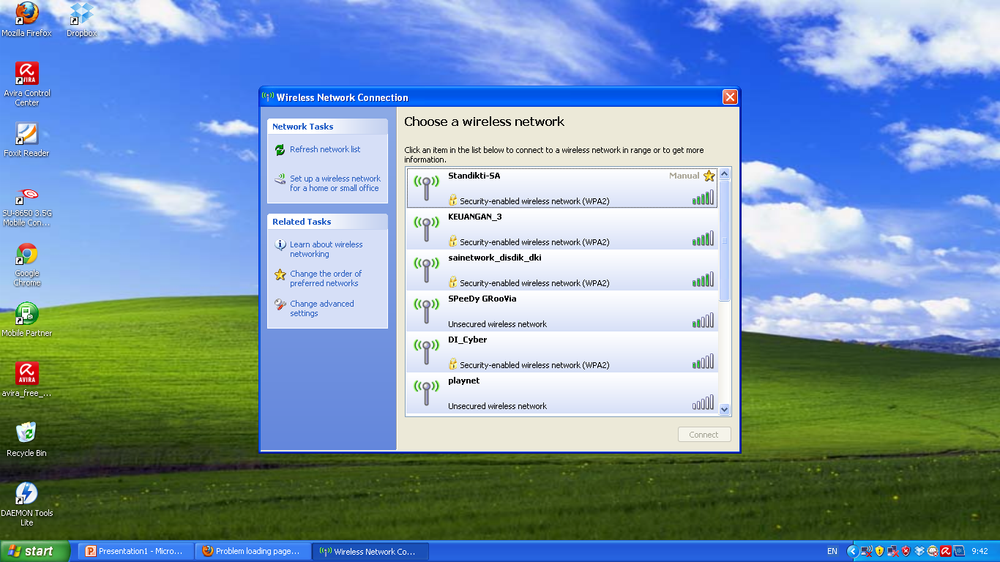 Mozilla Firefox
Dropbox
Avira Control
Center
Foxit Reader
SU-8650 3.5G
Mobile Con...
Google
Chrome
Mobile Partner
avira_free_...
Recycle Bin
DAEMON Tools
Lite
Wireless Network Connection
Network Tasks
Refresh network list
Set up a wireless network
for a home or small office
Related Tasks
Learn about wireless
networking
Change the order of
preferred networks
Change advanced
settings
Choose a wireless network
Click an item in the list below to connect to a wireless network in range or to get more
information.
Standikti-SA
Manual
Security-enabled wireless network (WPA2)
KEUANGAN_3
Security-enabled wireless network (WPA2)
sainetwork_disdik_dki
Security-enabled wireless network (WPA2)
SPeeDy GRooVia
Unsecured wireless network
DI_Cyber
Security-enabled wireless network (WPA2)
playnet
Unsecured wireless network
Connect
start
Presentation1 - Micro...
Problem loading page...
Wireless Network Co...
EN
9:42
AVIRA
AVIRA